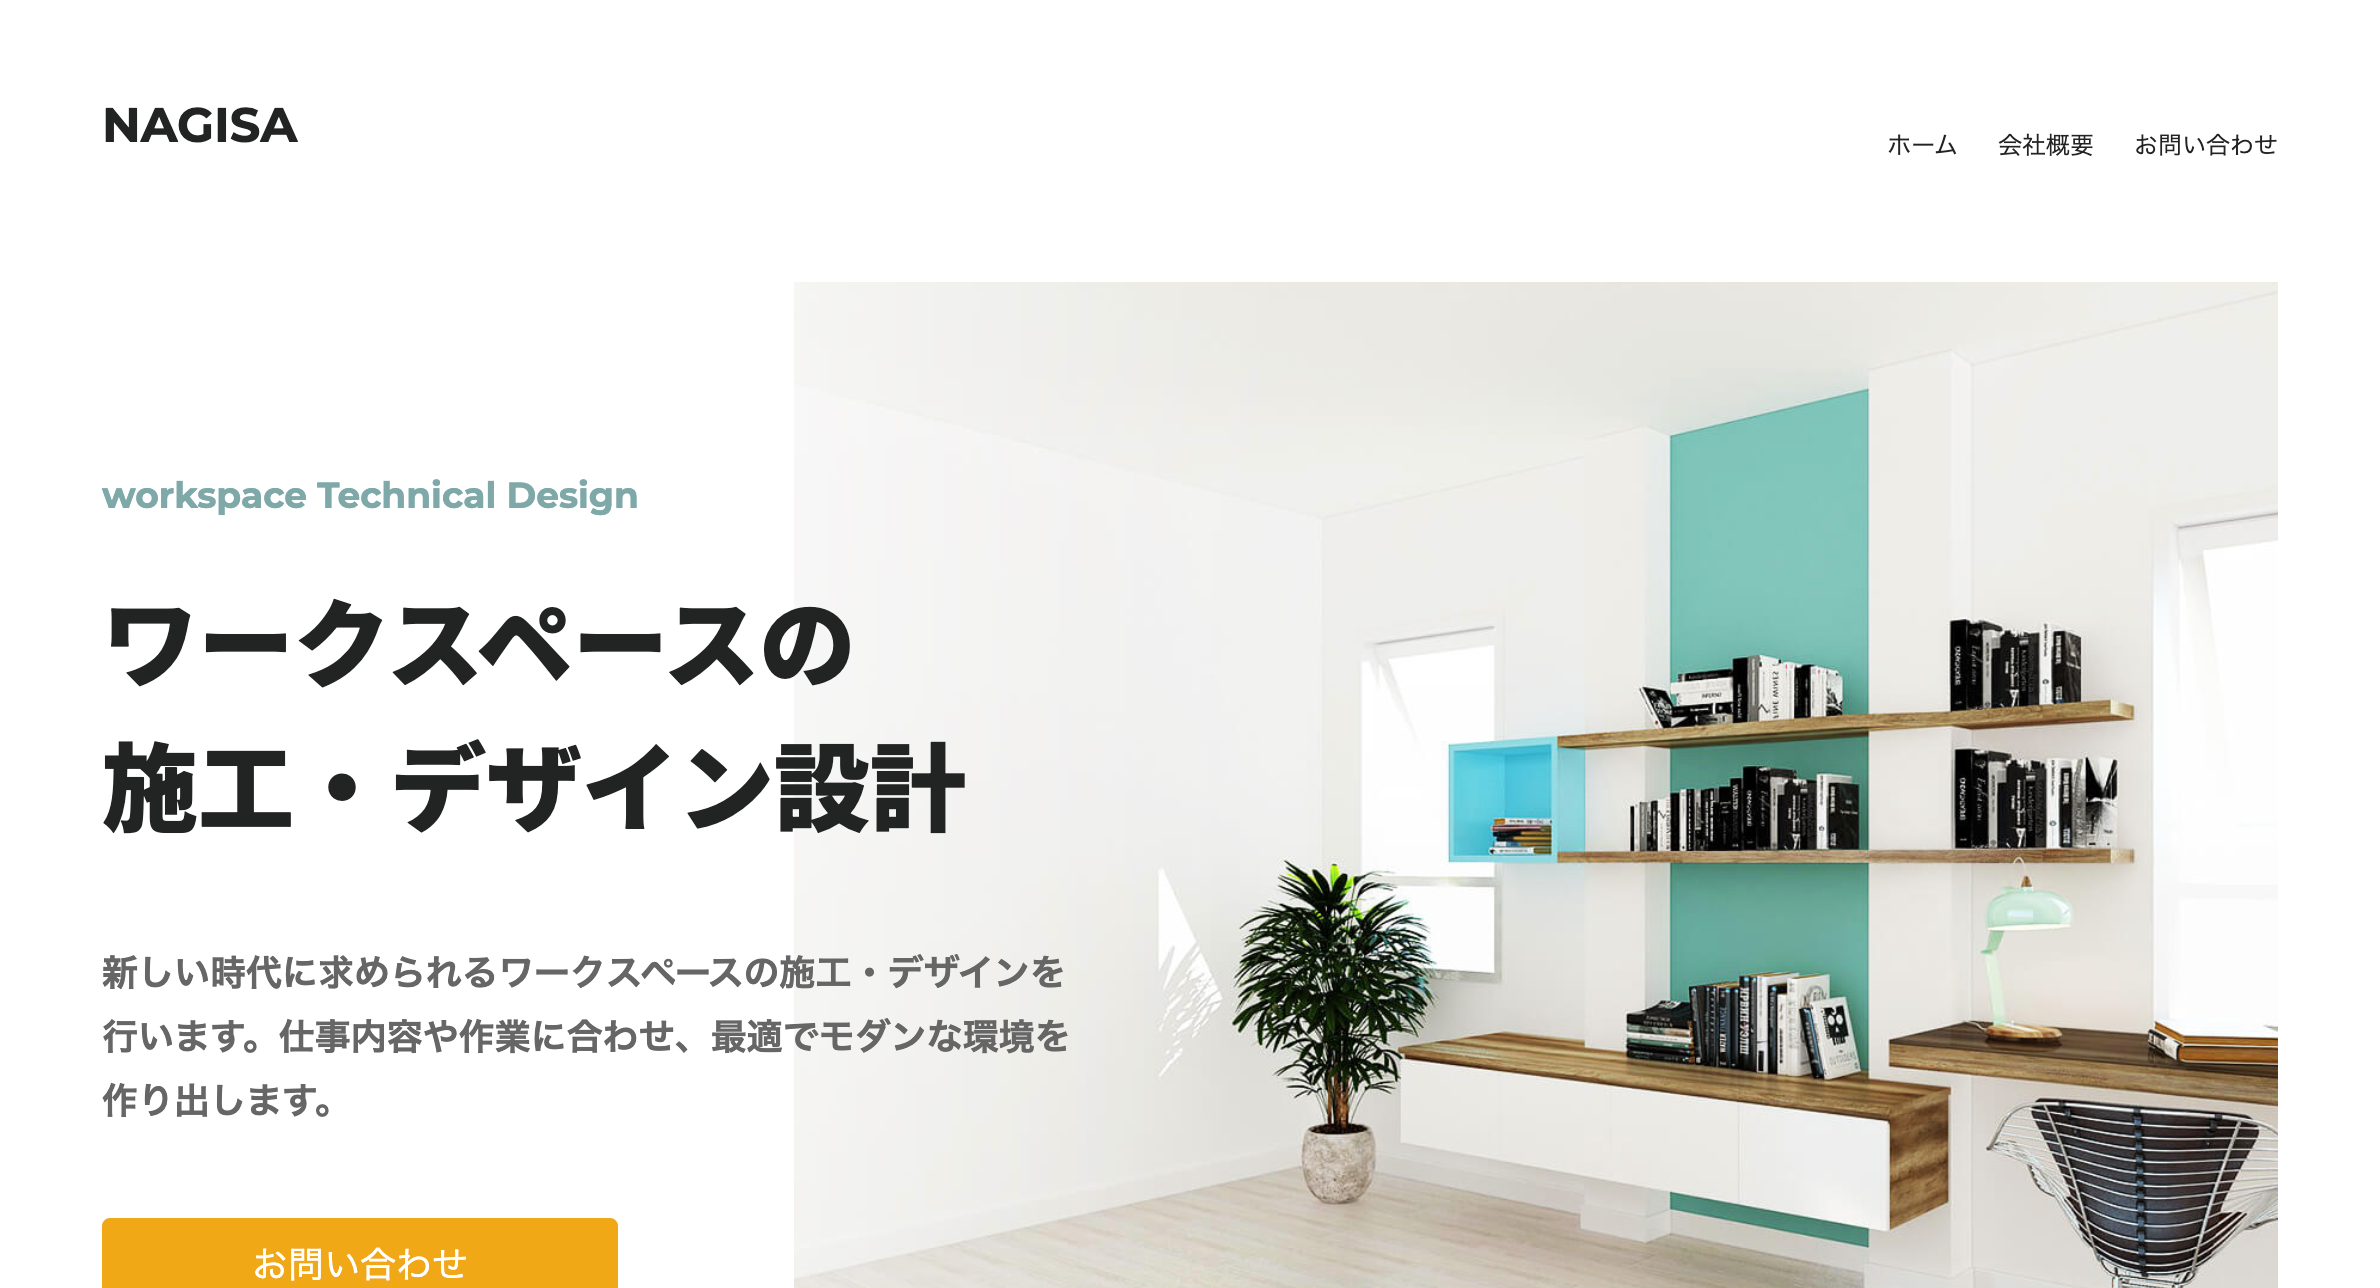 NAGISA
ホーム 会社概要 お問い合わせ
workspace Technical Design
ワークスペースの
施工・デザイン設計
新しい時代に求められるワークスペースの施工・デザインを
行います。仕事内容や作業に合わせ、最適でモダンな環境を
作り出します。
お問い合わせ